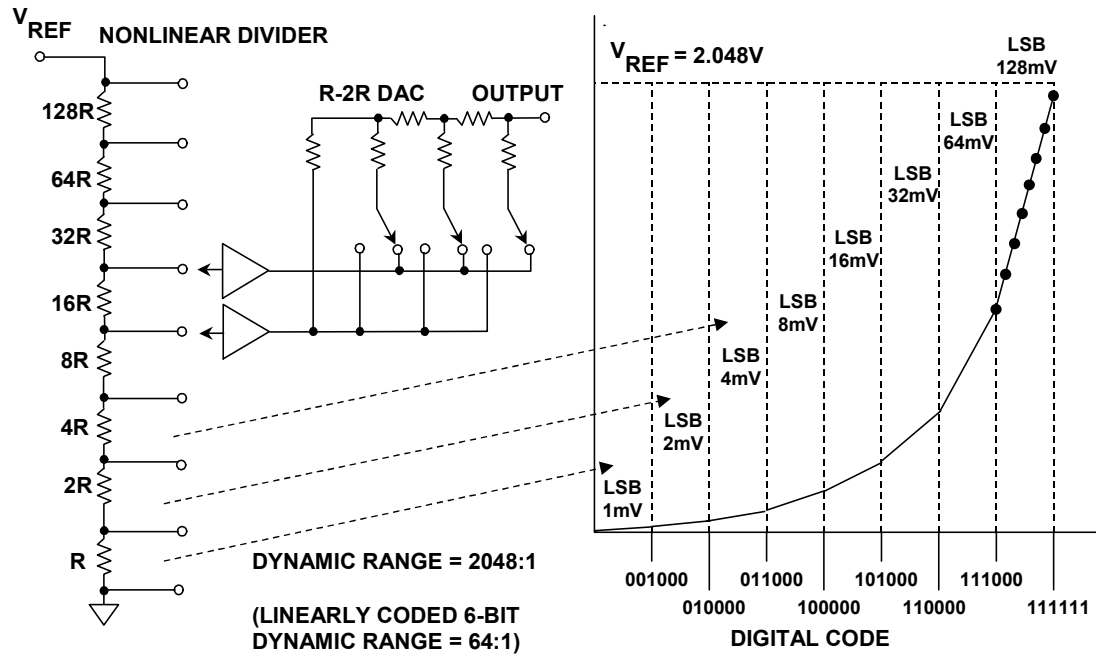 VREF
NONLINEAR DIVIDER
128R
64R
32R
16R
8R
4R
2R
R
R-2R DAC
OUTPUT
DYNAMIC RANGE = 2048:1
(LINEARLY CODED 6-BIT
DYNAMIC RANGE = 64:1)
VREF = 2.048V
LSB
128mV
LSB
64mV
LSB
32mV
LSB
16mV
LSB
8mV
LSB
4mV
LSB
2mV
LSB
1mV
001000
010000
011000
100000
101000
110000
111000
111111
DIGITAL CODE